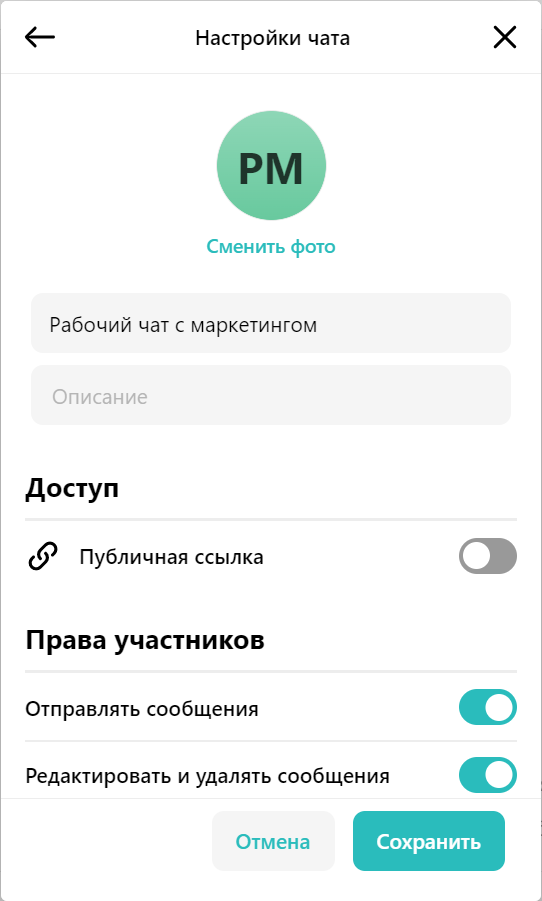 Настройки чата
РМ
Сменить фото
Рабочий чат с маркетингом
Описание
Доступ
Публичная ссылка
Права участников
Отправлять сообщения
Редактировать и удалять сообщения
Отмена
Сохранить